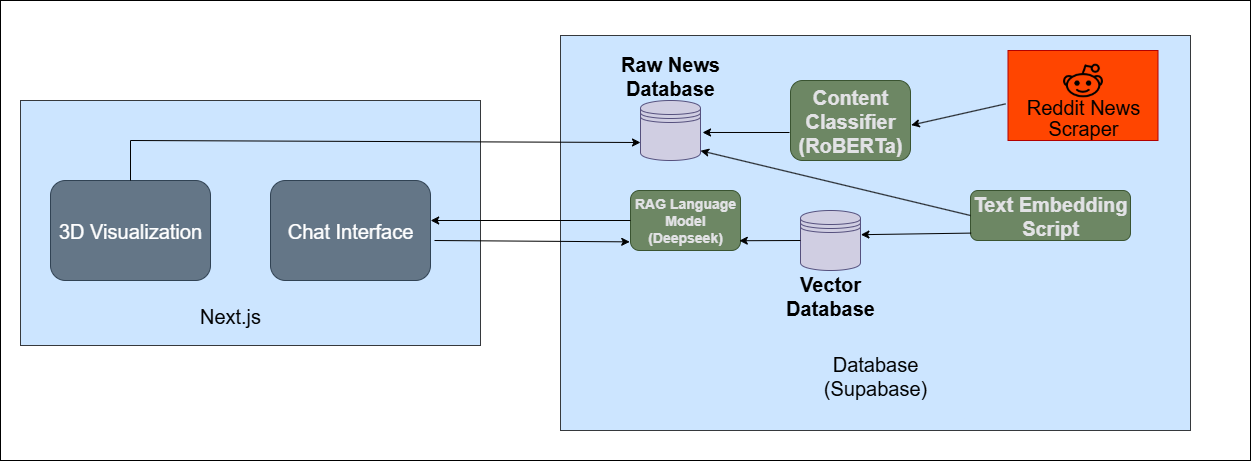 Raw News
Database
Content
Classifier
(RoBERTa)
Reddit News
Scraper
3D Visualization
Chat Interface
RAG Language
Model
(Deepseek)
Text Embedding
Script
Vector
Database
Next.js
Database
(Supabase)